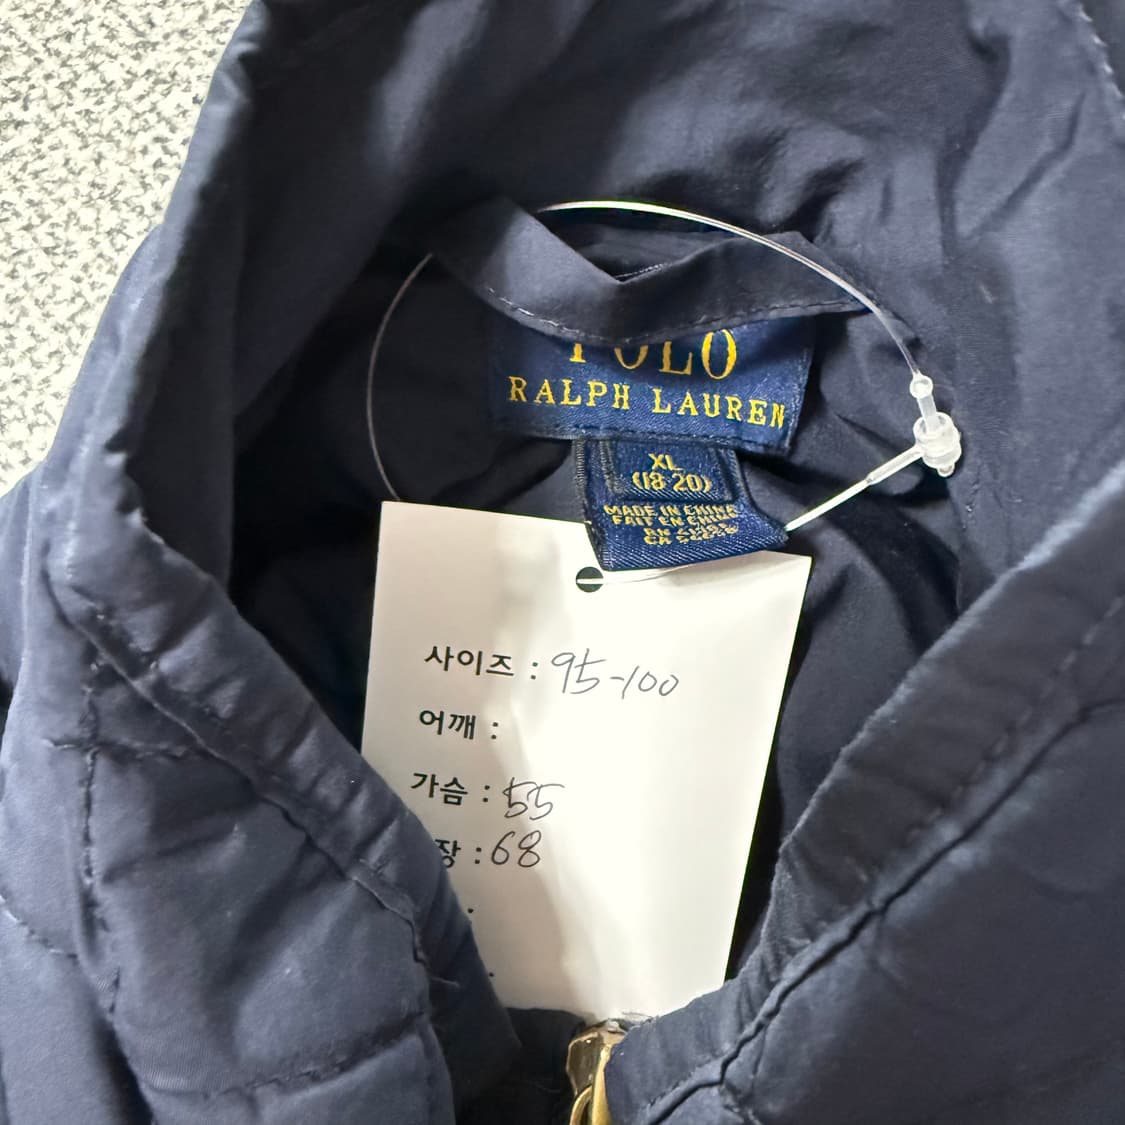 POLO
RALPH LAUREN
XL
(18-20)
MADE IN CHINA
FAIT EN CHINE
사이즈 : 95-100
어깨 :
가슴 : 55
장 : 68